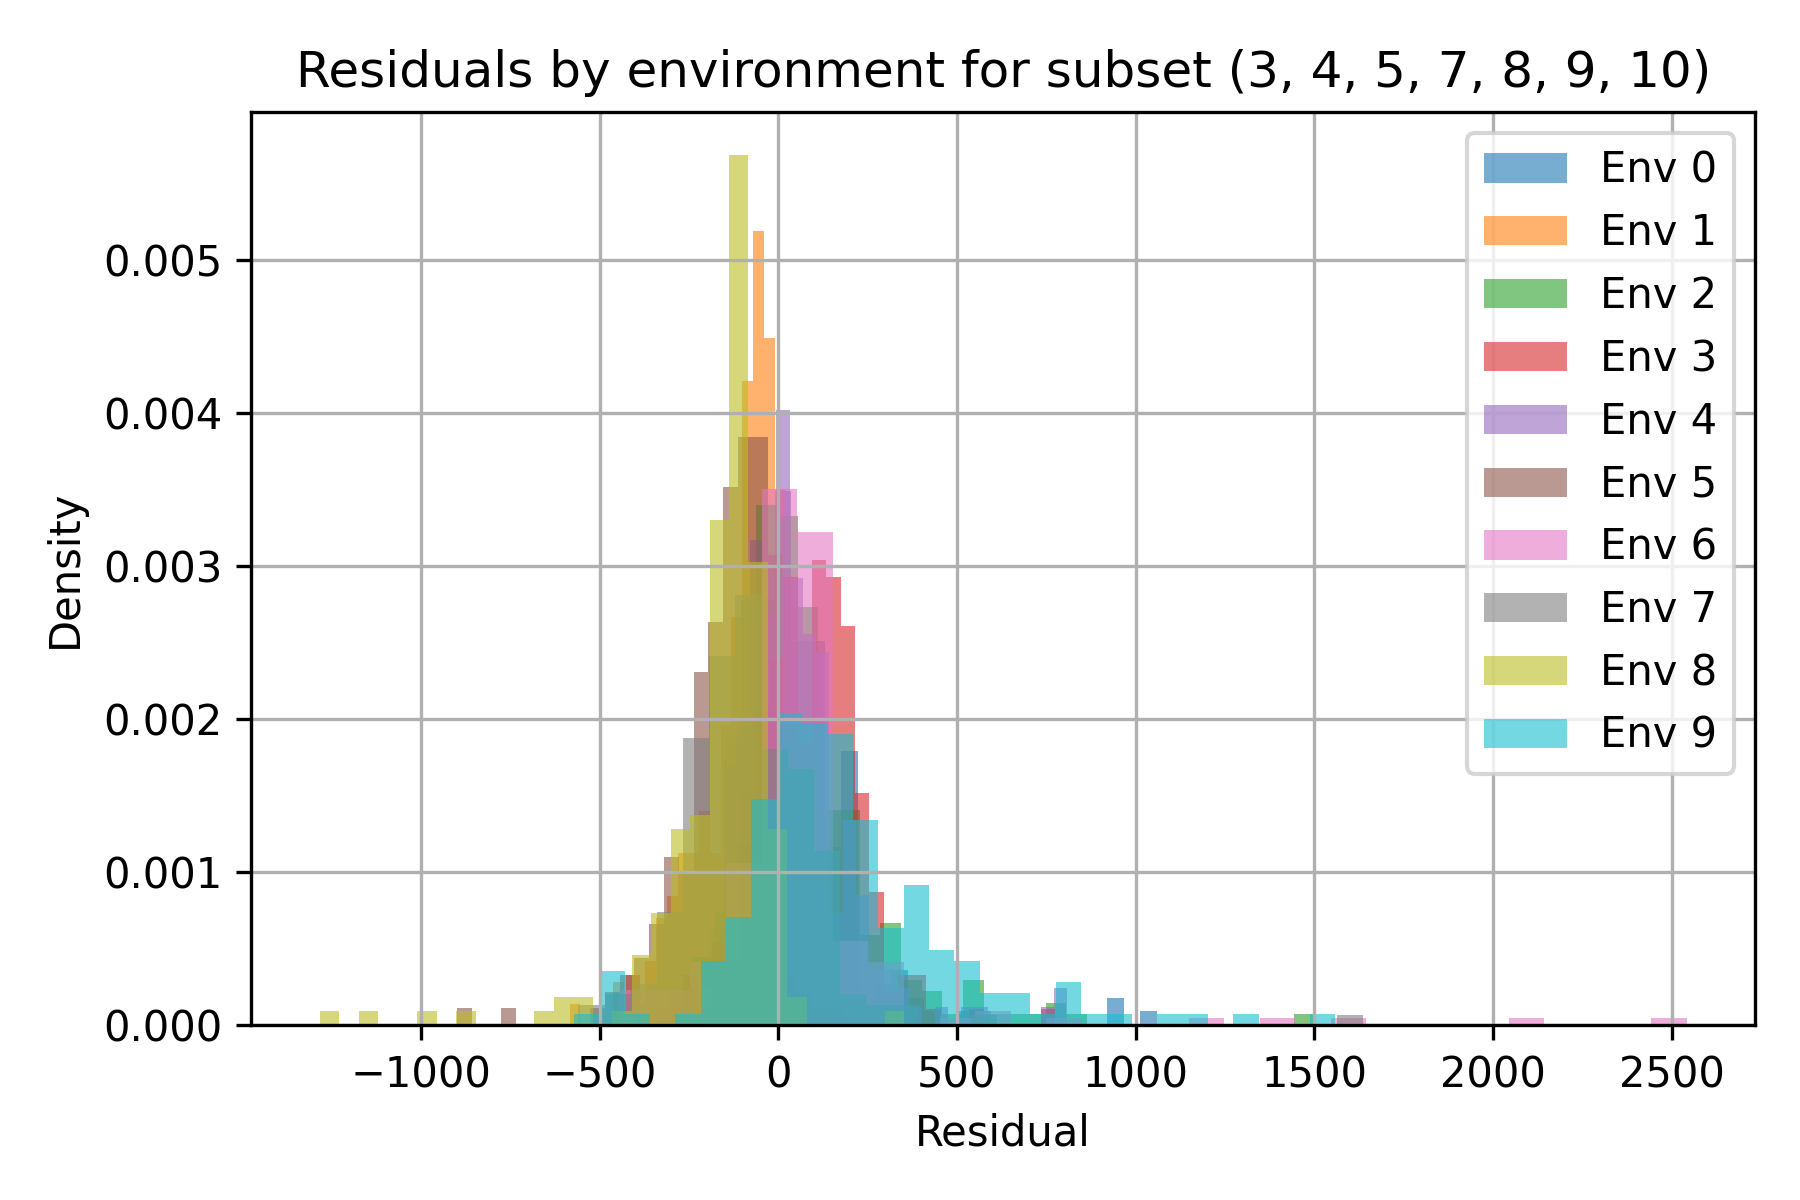 Residuals by environment for subset (3, 4, 5, 7, 8, 9, 10)
Env 0
Env 1
Env 2
Env 3
Env 4
Env 5
Env 6
Env 7
Env 8
Env 9
Density
0.005
0.004
0.003
0.002
0.001
0.000
−1000 −500 0 500 1000 1500 2000 2500
Residual